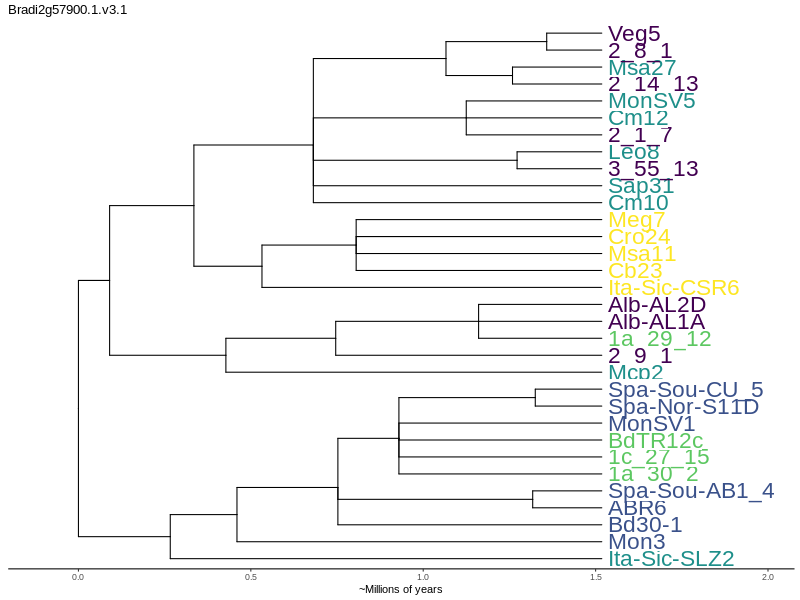 Bradi2g57900.1.v3.1
Veg5
2_8_1
Msa27
2_14_13
MonSV5
Cm12
2_1_7
Leo8
3_55_13
Sap31
Cm10
Meg7
Cro24
Msa11
Cb23
Ita-Sic-CSR6
Alb-AL2D
Alb-AL1A
1a_29_12
2_9_1
Mcp2
Spa-Sou-CU_5
Spa-Nor-S11D
MonSV1
BdTR12c
1c_27_15
1a_30_2
Spa-Sou-AB1_4
ABR6
Bd30-1
Mon3
Ita-Sic-SLZ2
0.0 0.5 1.0 1.5 2.0
~Millions of years